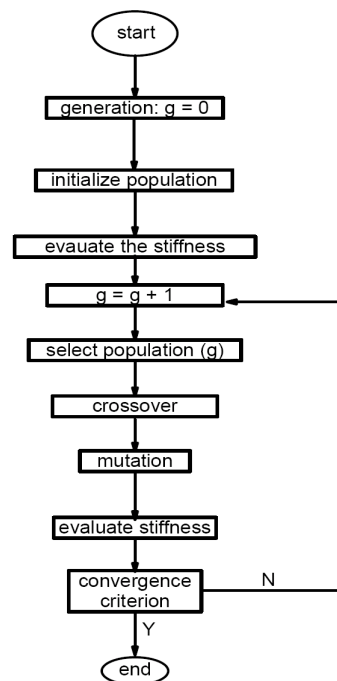 start
generation: g = 0
initialize population
evauate the stiffness
g = g + 1
select population (g)
crossover
mutation
evaluate stiffness
convergence
criterion
N
Y
end